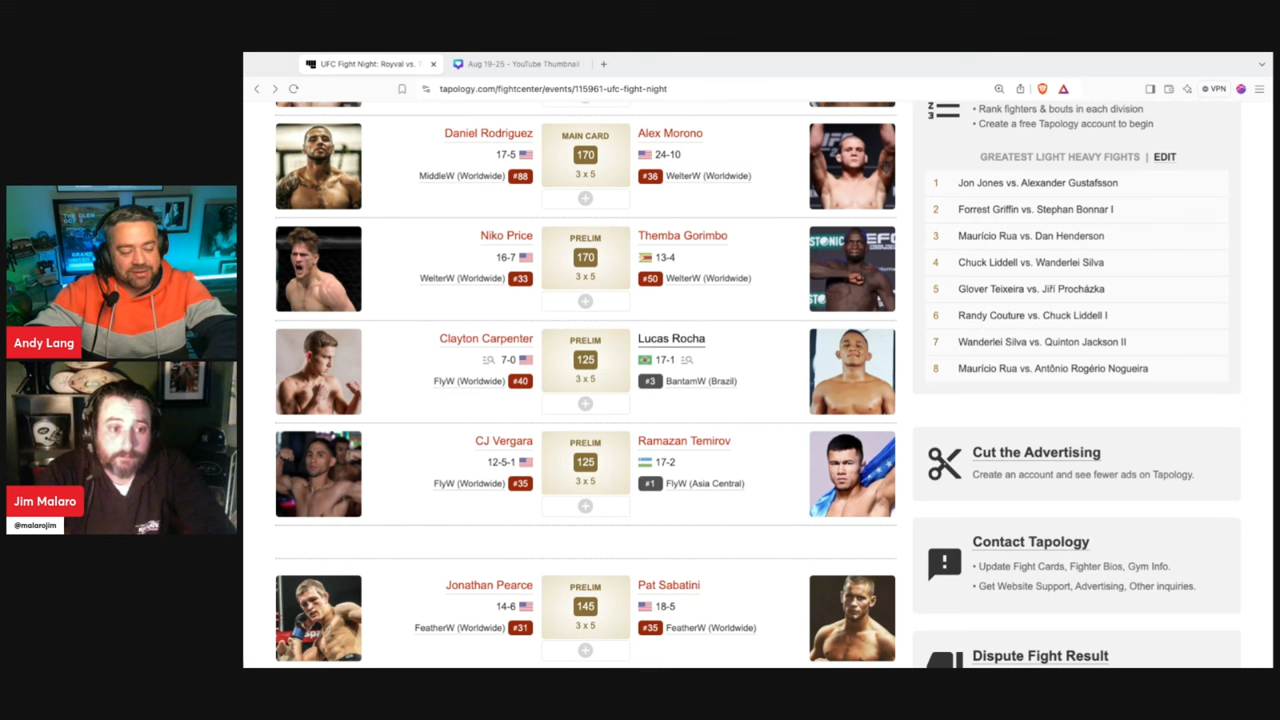 UFC Fight Night: Royval vs. T
Aug 19-25 - YouTube Thumbnail
tapology.com/fightcenter/events/115961-ufc-fight-night
VPN
Daniel Rodriguez
17-5
MiddleW (Worldwide) #88
MAIN CARD
170
3 x 5
Alex Morono
24-10
#36 WelterW (Worldwide)
Niko Price
16-7
WelterW (Worldwide) #33
PRELIM
170
3 x 5
Themba Gorimbo
13-4
#50 WelterW (Worldwide)
Clayton Carpenter
7-0
FlyW (Worldwide) #40
PRELIM
125
3 x 5
Lucas Rocha
17-1
#3 BantamW (Brazil)
CJ Vergara
12-5-1
FlyW (Worldwide) #35
PRELIM
125
3 x 5
Ramazan Temirov
17-2
#1 FlyW (Asia Central)
Jonathan Pearce
14-6
FeatherW (Worldwide) #31
PRELIM
145
3 x 5
Pat Sabatini
18-5
#35 FeatherW (Worldwide)
• Rank fighters & bouts in each division
• Create a free Tapology account to begin
GREATEST LIGHT HEAVY FIGHTS | EDIT
1 Jon Jones vs. Alexander Gustafsson
2 Forrest Griffin vs. Stephan Bonnar I
3 Maurício Rua vs. Dan Henderson
4 Chuck Liddell vs. Wanderlei Silva
5 Glover Teixeira vs. Jiří Procházka
6 Randy Couture vs. Chuck Liddell I
7 Wanderlei Silva vs. Quinton Jackson II
8 Maurício Rua vs. Antônio Rogério Nogueira
Cut the Advertising
Create an account and see fewer ads on Tapology.
Contact Tapology
• Update Fight Cards, Fighter Bios, Gym Info.
• Get Website Support, Advertising, Other inquiries.
Dispute Fight Result
Andy Lang
Jim Malaro
@malarojim